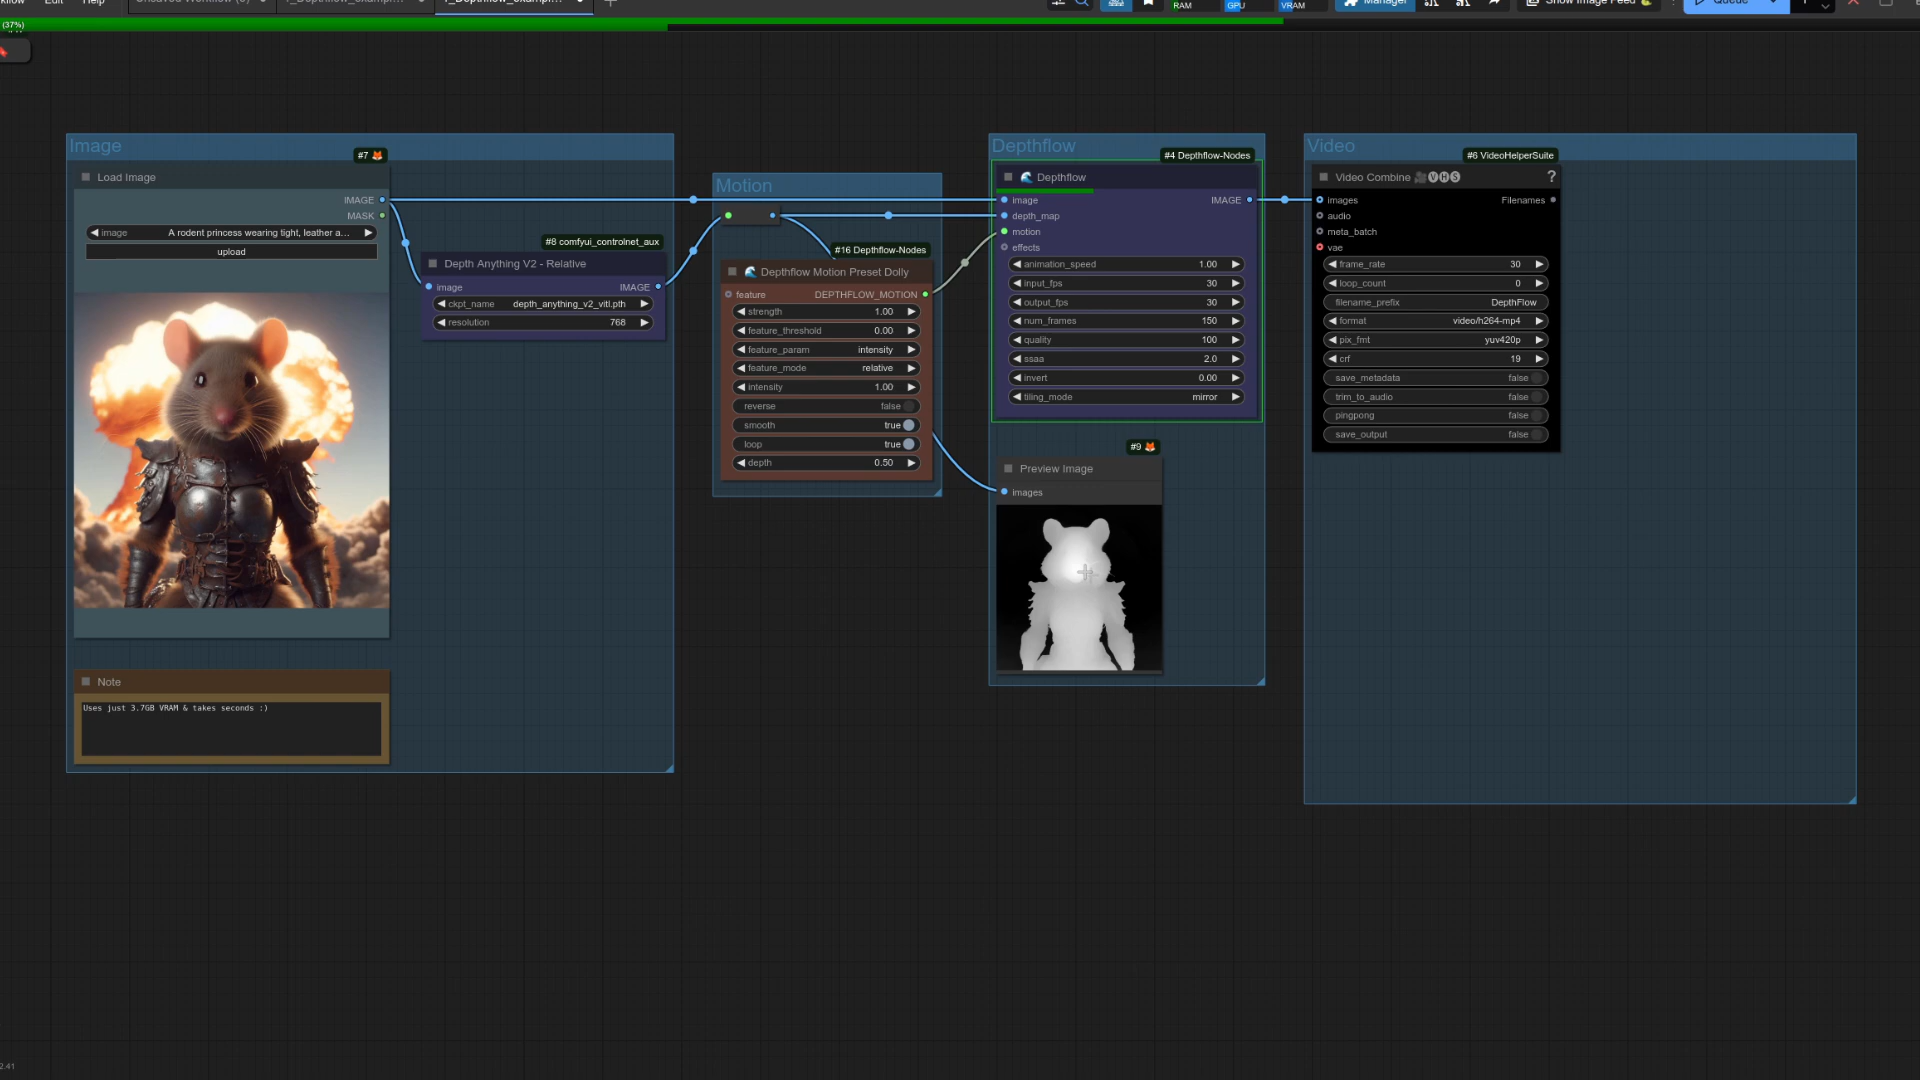 Edit
Help
RAM
GPU
VRAM
Manager
Show Image Feed
Queue
(37%)
Image
#7
Load Image
IMAGE
MASK
image A rodent princess wearing tight, leather a...
upload
#8 comfyui_controlnet_aux
Depth Anything V2 - Relative
image IMAGE
ckpt_name depth_anything_v2_vitl.pth
resolution 768
Note
Uses just 3.7GB VRAM & takes seconds :)
Motion
#16 Depthflow-Nodes
Depthflow Motion Preset Dolly
feature DEPTHFLOW_MOTION
strength 1.00
feature_threshold 0.00
feature_param intensity
feature_mode relative
intensity 1.00
reverse false
smooth true
loop true
depth 0.50
Depthflow
#4 Depthflow-Nodes
Depthflow
image IMAGE
depth_map
motion
effects
animation_speed 1.00
input_fps 30
output_fps 30
num_frames 150
quality 100
ssaa 2.0
invert 0.00
tiling_mode mirror
#9
Preview Image
images
Video
#6 VideoHelperSuite
Video Combine VHS ?
images Filenames
audio
meta_batch
vae
frame_rate 30
loop_count 0
filename_prefix DepthFlow
format video/h264-mp4
pix_fmt yuv420p
crf 19
save_metadata false
trim_to_audio false
pingpong false
save_output false
2.41